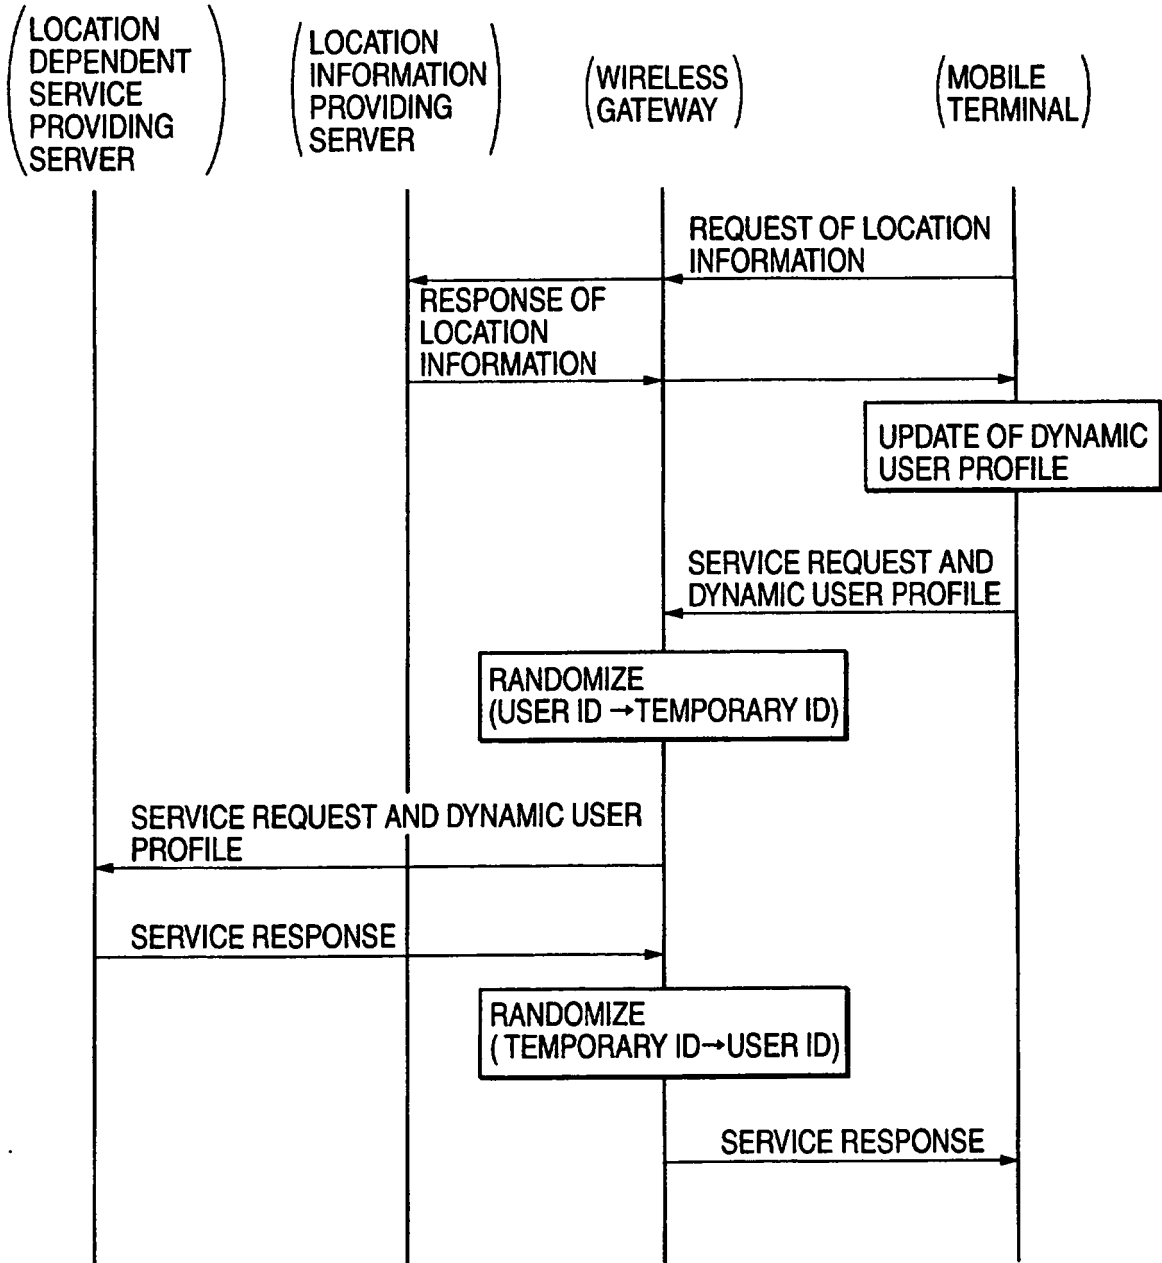 LOCATION
DEPENDENT
SERVICE
PROVIDING
SERVER
LOCATION
INFORMATION
PROVIDING
SERVER
(WIRELESS
GATEWAY)
(MOBILE
TERMINAL)
REQUEST OF LOCATION
INFORMATION
RESPONSE OF
LOCATION
INFORMATION
UPDATE OF DYNAMIC
USER PROFILE
SERVICE REQUEST AND
DYNAMIC USER PROFILE
RANDOMIZE
(USER ID →TEMPORARY ID)
SERVICE REQUEST AND DYNAMIC USER
PROFILE
SERVICE RESPONSE
RANDOMIZE
( TEMPORARY ID→USER ID)
SERVICE RESPONSE